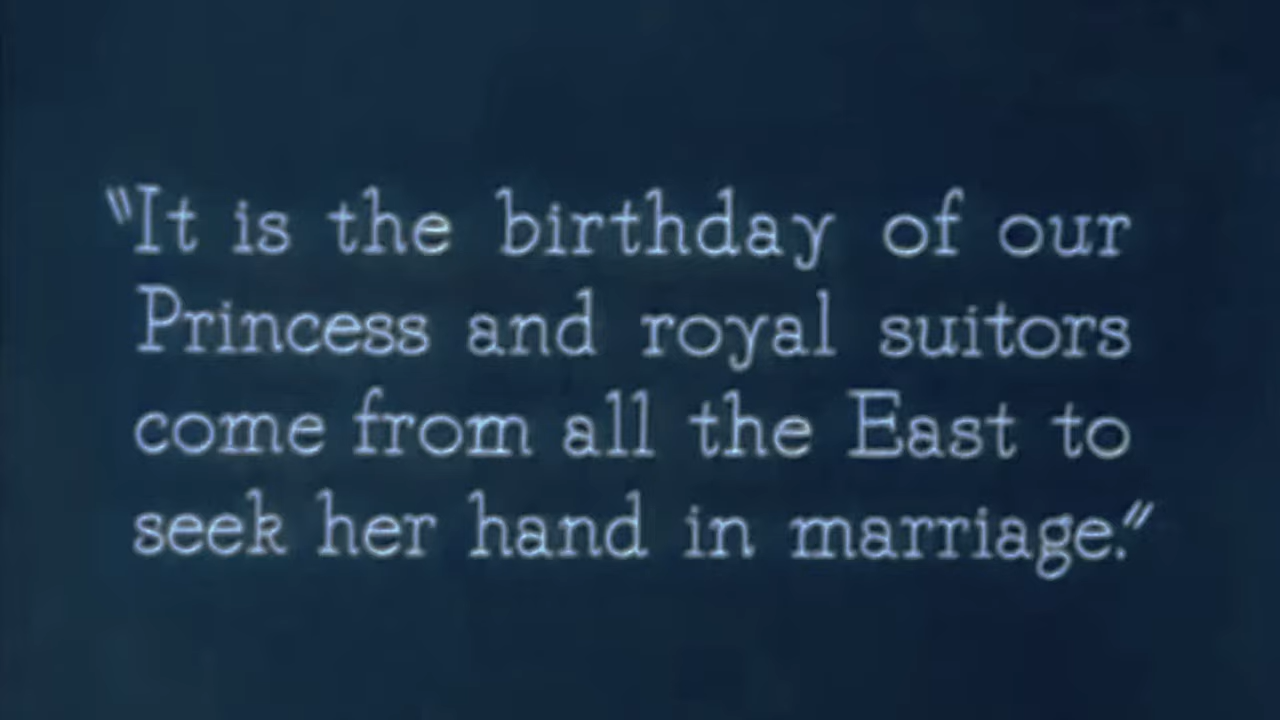 "It is the birthday of our
Princess and royal suitors
come from all the East to
seek her hand in marriage."